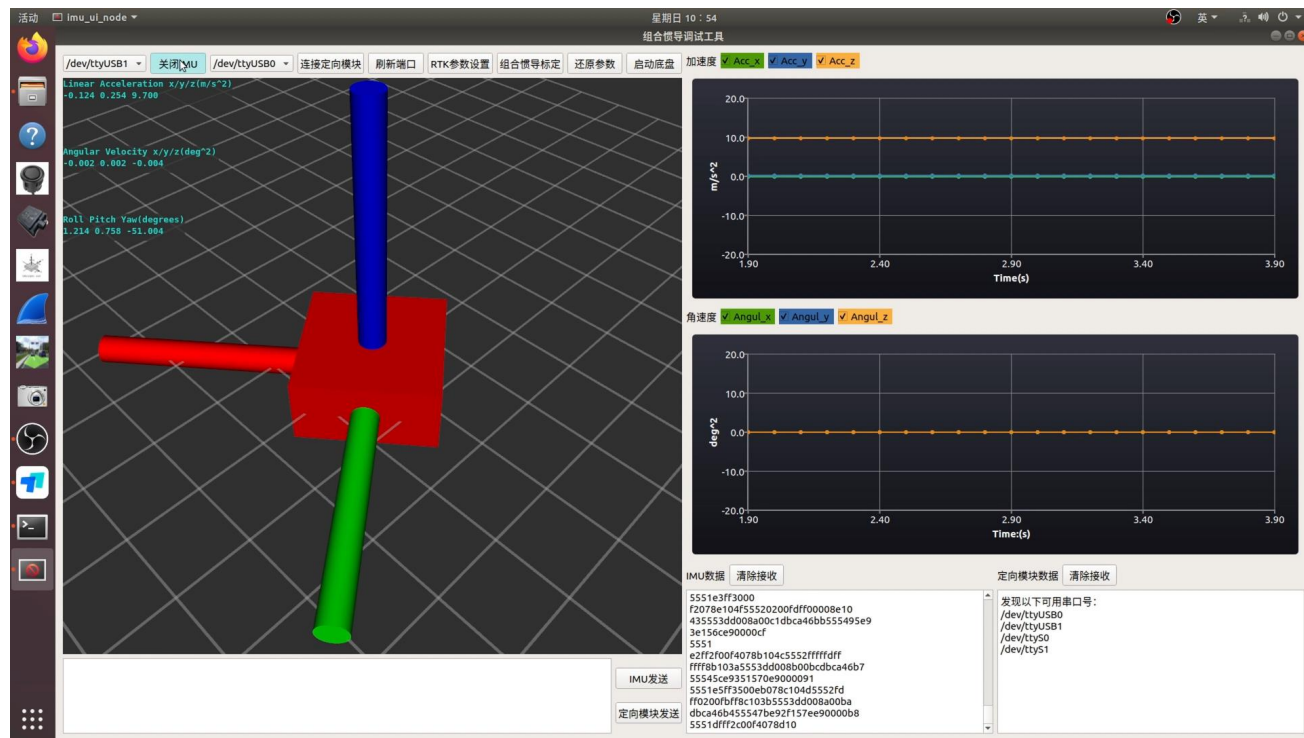 活动 imu_ui_node 星期日 10：54 英
组合惯导调试工具
/dev/ttyUSB1 关闭IMU /dev/ttyUSB0 连接定向模块 刷新端口 RTK参数设置 组合惯导标定 还原参数 启动底盘
Linear Acceleration x/y/z(m/s^2)
-0.124 0.254 9.700
Angular Velocity x/y/z(deg^2)
-0.002 0.002 -0.004
Roll Pitch Yaw(degrees)
1.214 0.758 -51.004
加速度 Acc_x Acc_y Acc_z
20.0
10.0
0.0
-10.0
-20.0
m/s^2
1.90 2.40 2.90 3.40 3.90
Time(s)
角速度 Angul_x Angul_y Angul_z
20.0
10.0
0.0
-10.0
-20.0
deg^2
1.90 2.40 2.90 3.40 3.90
Time:(s)
IMU数据 清除接收
5551e3ff3000
f2078e104f55520200fdff00008e10
435553dd008a00c1dbca46bb555495e9
3e156ce90000cf
5551
e2ff2f00f4078b104c5552fffffdff
ffff8b103a5553dd008b00bcdbca46b7
55545ce9351570e9000091
5551e5ff3500eb078c104d5552fd
ff0200fbff8c103b5553dd008a00ba
dbca46b455547be92f157ee90000b8
5551dfff2c00f4078d10
定向模块数据 清除接收
发现以下可用串口号：
/dev/ttyUSB0
/dev/ttyUSB1
/dev/ttyS0
/dev/ttyS1
IMU发送
定向模块发送